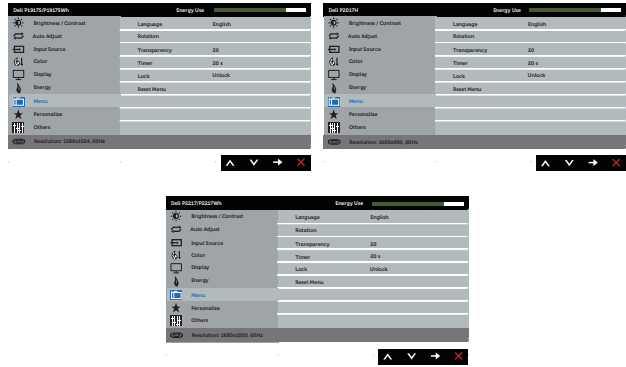 Dell P1917S/P1917SWh Energy Use
Brightness / Contrast Language English
Auto Adjust Rotation
Input Source Transparency 20
Color Timer 20 s
Display Lock Unlock
Energy Reset Menu
Menu
Personalize
Others
Resolution: 1280x1024, 60Hz
Dell P2017H Energy Use
Brightness / Contrast Language English
Auto Adjust Rotation
Input Source Transparency 20
Color Timer 20 s
Display Lock Unlock
Energy Reset Menu
Menu
Personalize
Others
Resolution: 1600x900, 60Hz
Dell P2217/P2217Wh Energy Use
Brightness / Contrast Language English
Auto Adjust Rotation
Input Source Transparency 20
Color Timer 20 s
Display Lock Unlock
Energy Reset Menu
Menu
Personalize
Others
Resolution: 1680x1050, 60Hz